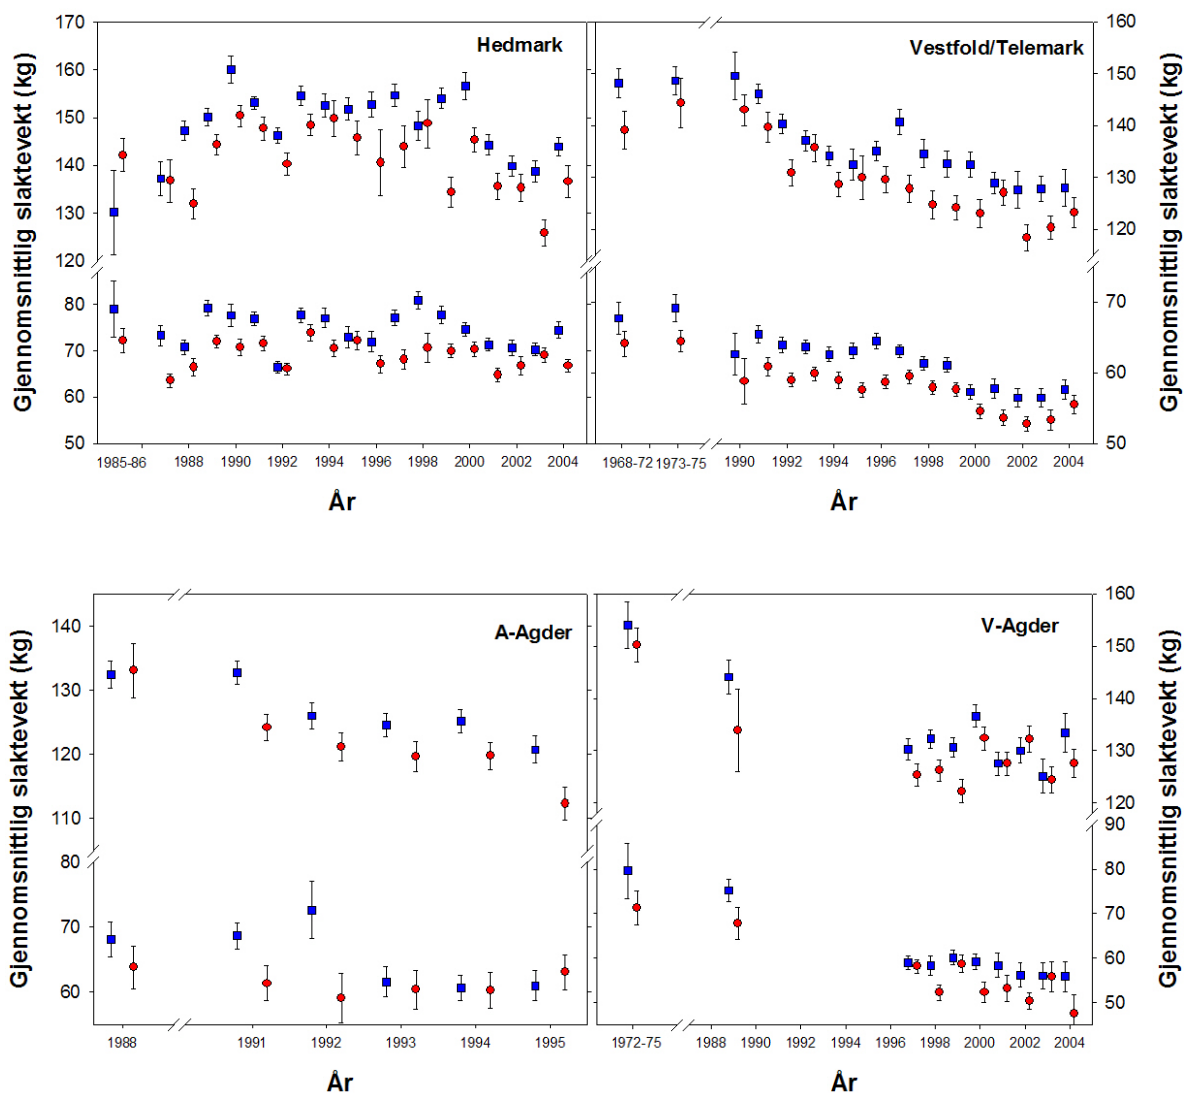 Hedmark
Gjennomsnittlig slaktevekt (kg)
170
160
150
140
130
120
80
70
60
50
1985-86 1988 1990 1992 1994 1996 1998 2000 2002 2004
År
Vestfold/Telemark
Gjennomsnittlig slaktevekt (kg)
160
150
140
130
120
70
60
50
1968-72 1973-75 1990 1992 1994 1996 1998 2000 2002 2004
År
A-Agder
Gjennomsnittlig slaktevekt (kg)
140
130
120
110
80
70
60
1988 1991 1992 1993 1994 1995
År
V-Agder
Gjennomsnittlig slaktevekt (kg)
160
150
140
130
120
90
80
70
60
50
1972-75 1988 1990 1992 1994 1996 1998 2000 2002 2004
År